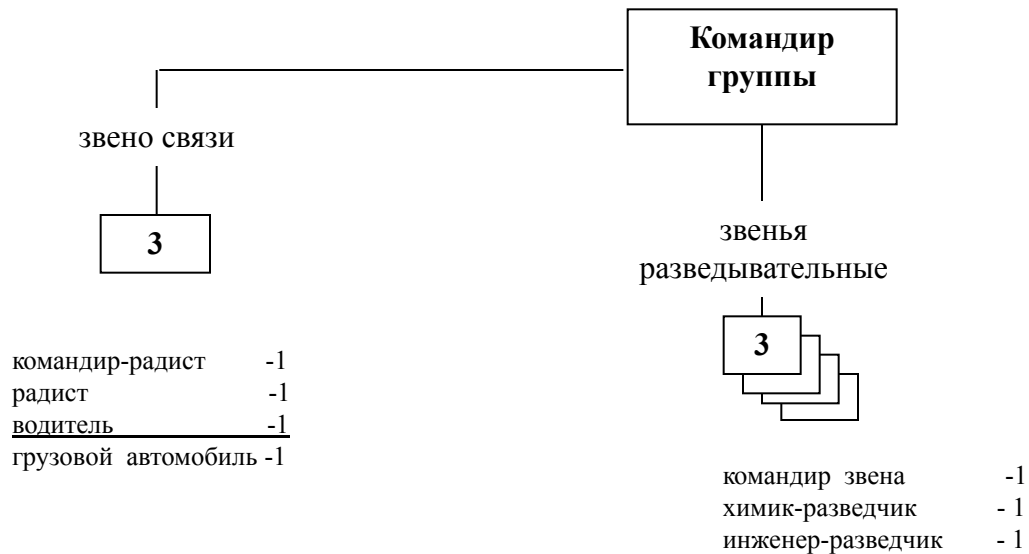 Командир
группы
звено связи
3
звенья
разведывательные
3
командир-радист -1
радист -1
водитель -1
грузовой автомобиль -1
командир звена -1
химик-разведчик - 1
инженер-разведчик - 1